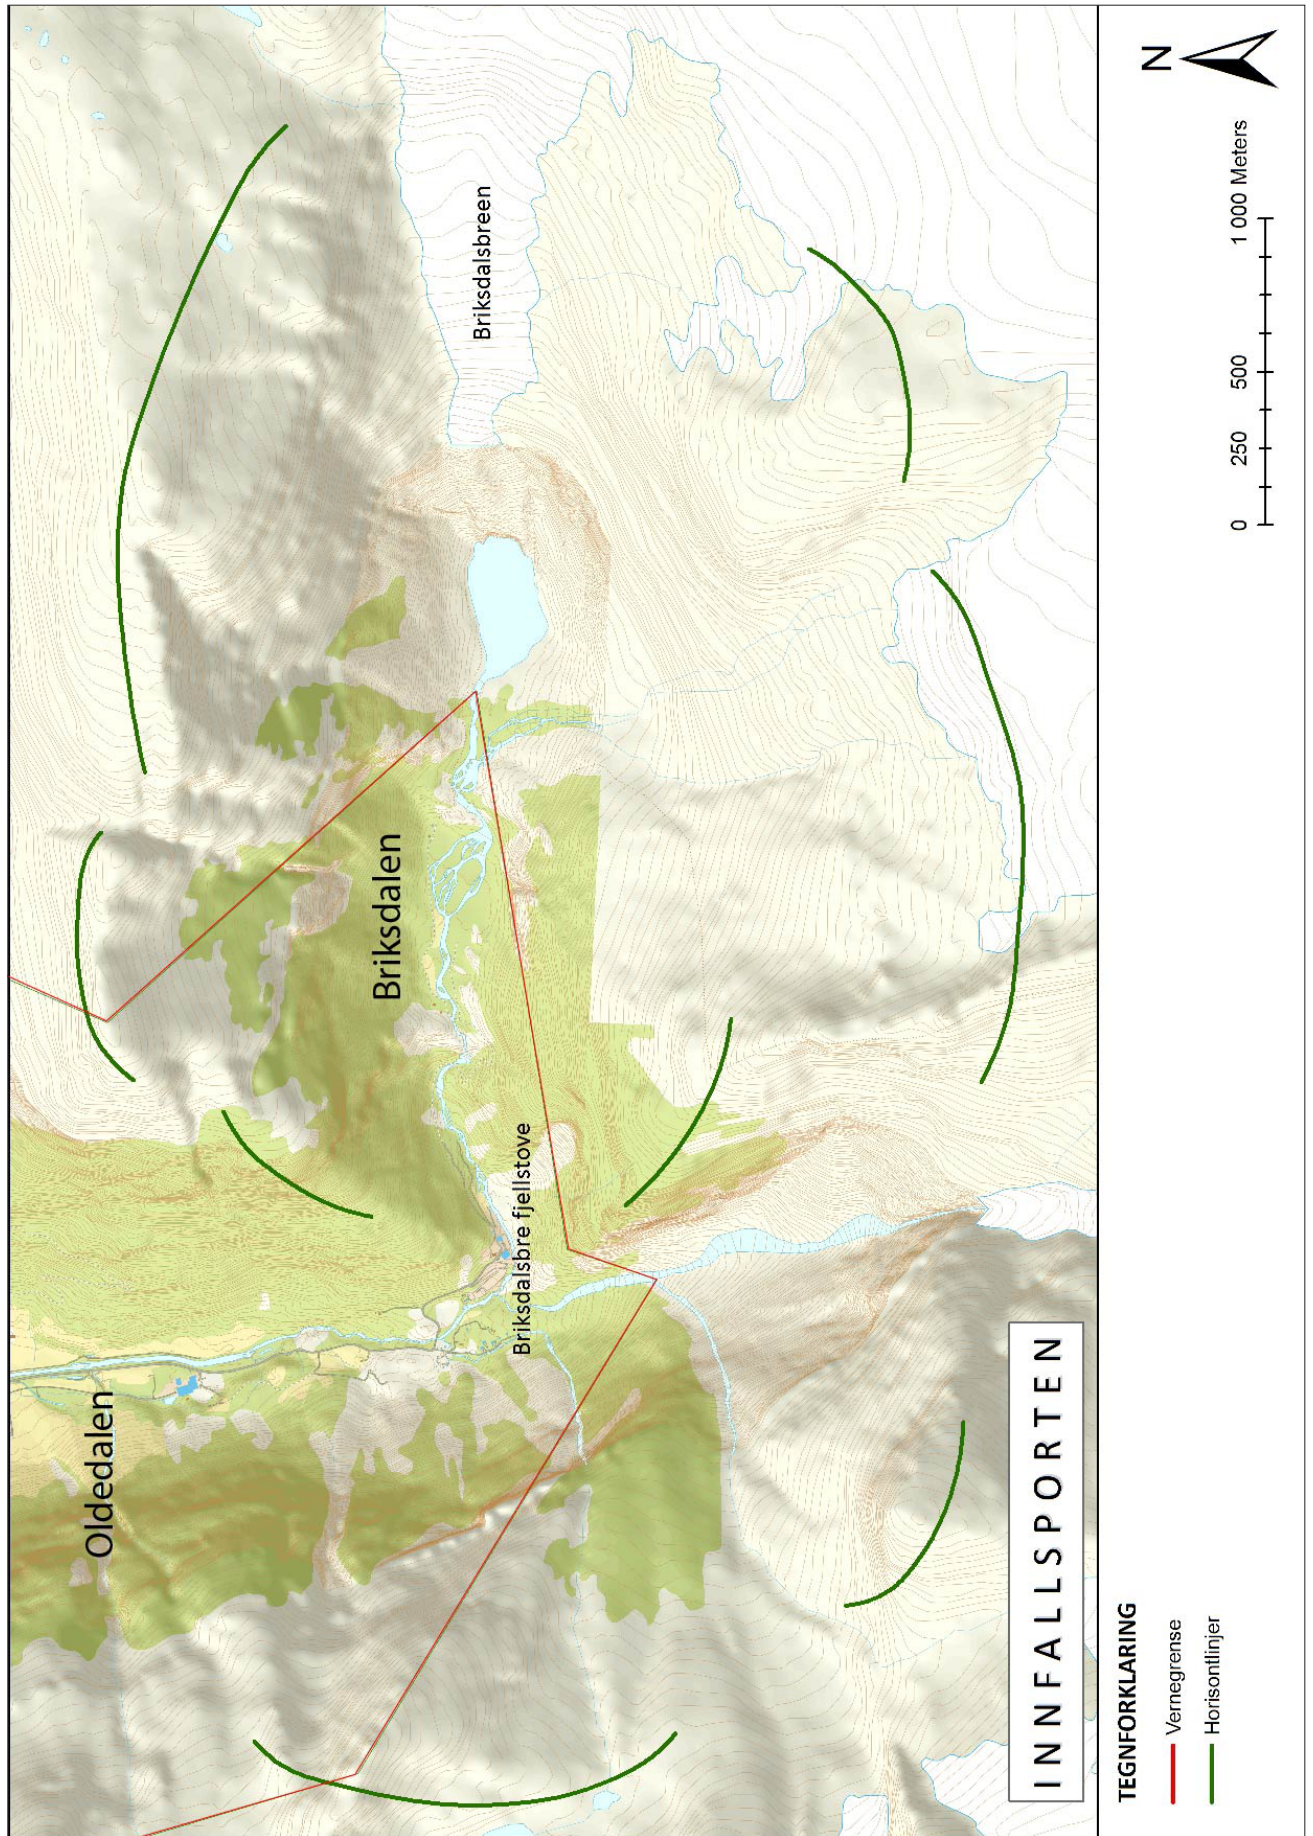 Oldedalen
Briksdalen
Briksdalsbreen
Briksdalsbre fjellstove
INNFALLSPORTEN
TEGNFORKLARING
Vernegrense
Horisontlinjer
0 250 500 1 000 Meters
N